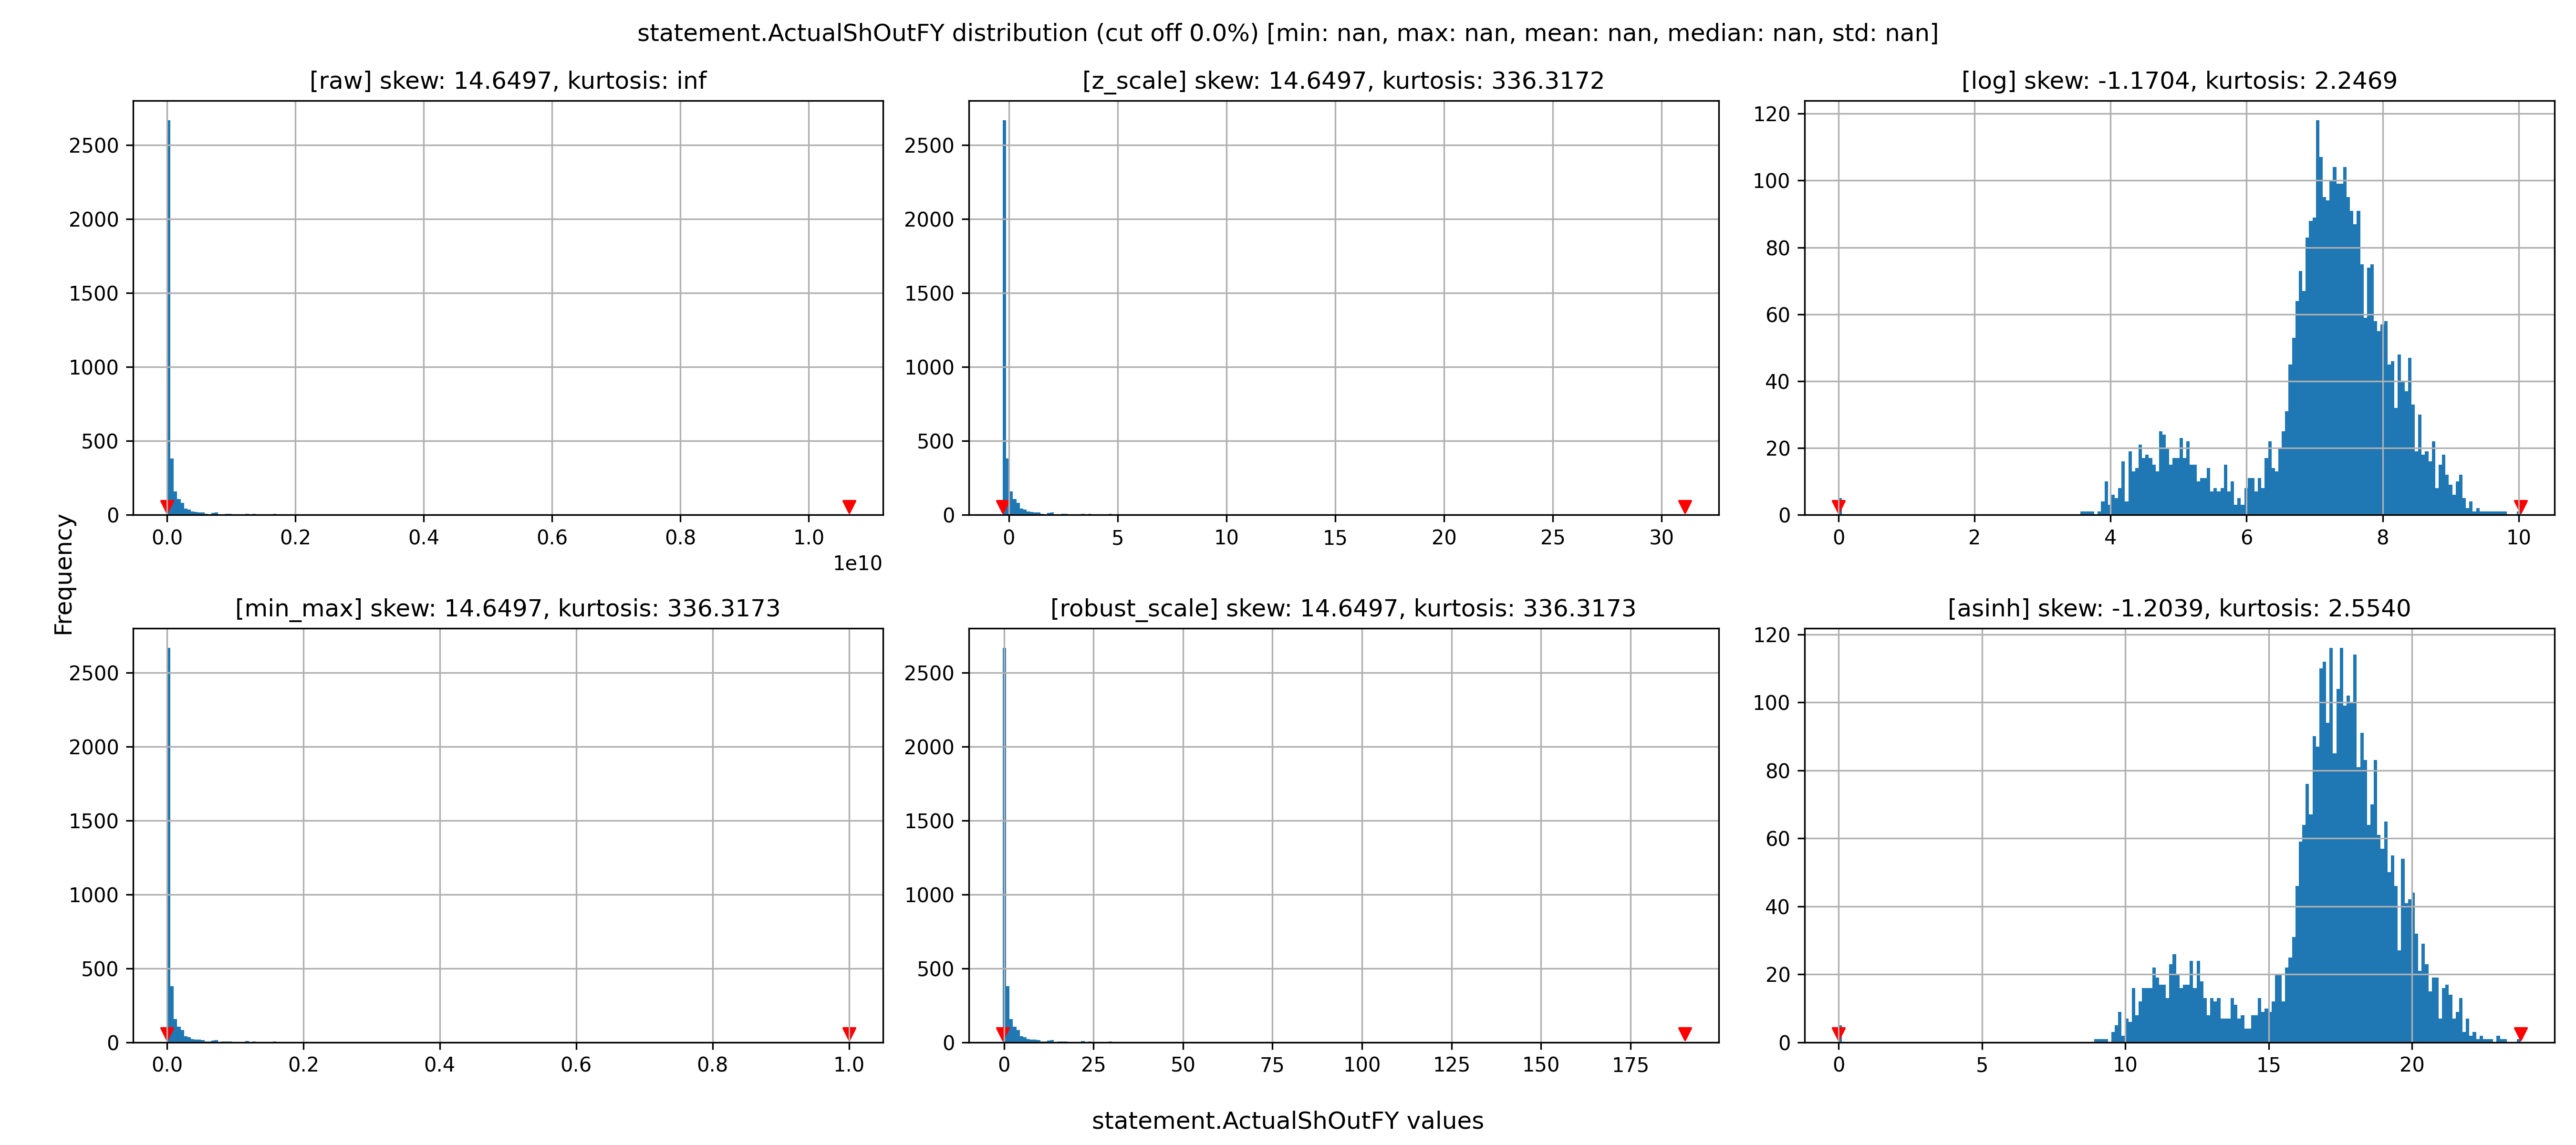 statement.ActualShOutFY distribution (cut off 0.0%) [min: nan, max: nan, mean: nan, median: nan, std: nan]
[raw] skew: 14.6497, kurtosis: inf
2500
2000
1500
1000
500
0
0.0 0.2 0.4 0.6 0.8 1.0
1e10
[z_scale] skew: 14.6497, kurtosis: 336.3172
2500
2000
1500
1000
500
0
0 5 10 15 20 25 30
[log] skew: -1.1704, kurtosis: 2.2469
120
100
80
60
40
20
0
0 2 4 6 8 10
Frequency
[min_max] skew: 14.6497, kurtosis: 336.3173
2500
2000
1500
1000
500
0
0.0 0.2 0.4 0.6 0.8 1.0
[robust_scale] skew: 14.6497, kurtosis: 336.3173
2500
2000
1500
1000
500
0
0 25 50 75 100 125 150 175
[asinh] skew: -1.2039, kurtosis: 2.5540
120
100
80
60
40
20
0
0 5 10 15 20
statement.ActualShOutFY values